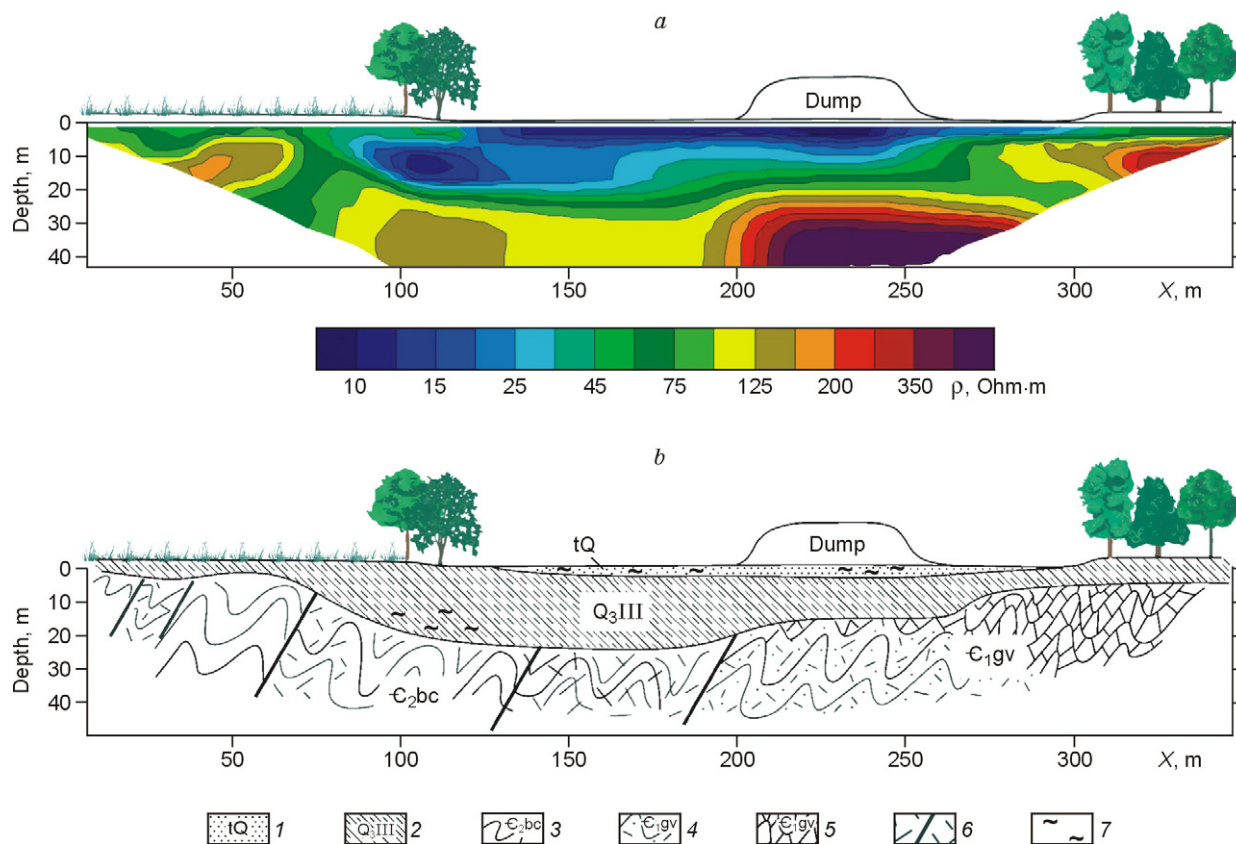 a
Dump
0
10
20
30
40
Depth, m
50 100 150 200 250 300 X, m
10 15 25 45 75 125 200 350 ρ, Ohm·m
b
tQ
Dump
0
10
20
30
40
Depth, m
Q₃III
Є₂bc
Є₁gv
50 100 150 200 250 300 X, m
tQ 1 Q₃III 2 Є₂bc 3 Є₁gv 4 Є₁gv 5 6 7